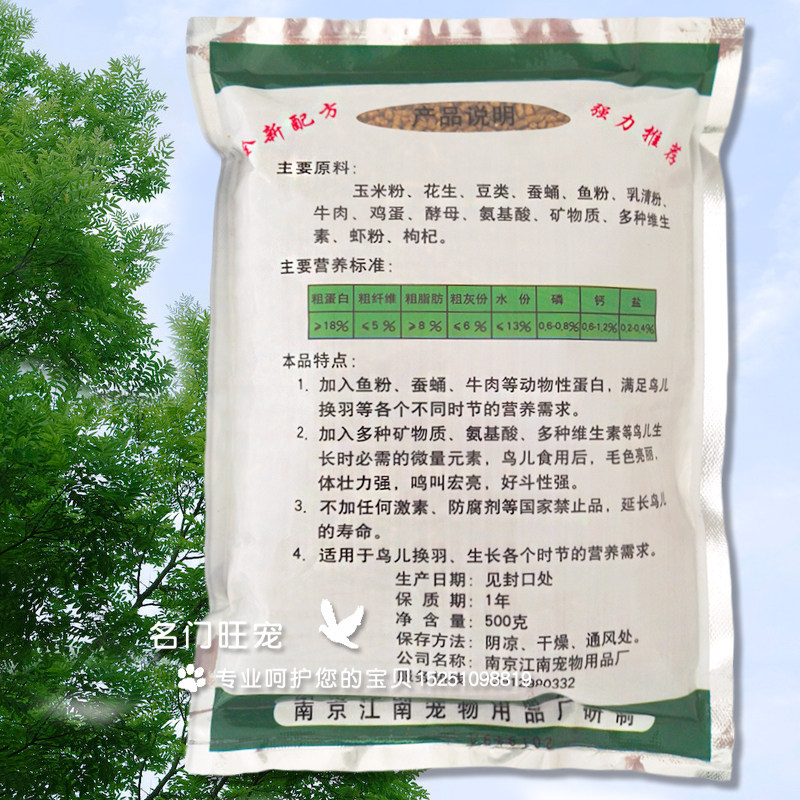 全新配方
产品说明
强力推荐
主要原料：
玉米粉、花生、豆类、蚕蛹、鱼粉、乳清粉、
牛肉、鸡蛋、酵母、氨基酸、矿物质、多种维生
素、虾粉、枸杞。
主要营养标准：
粗蛋白 粗纤维 粗脂肪 粗灰份 水份 磷 钙 盐
≥18% ≤5% ≥8% ≤6% ≤13% 0.6-0.8% 0.6-1.2% 0.2-0.4%
本品特点：
1. 加入鱼粉、蚕蛹、牛肉等动物性蛋白，满足鸟儿
换羽等各个不同时节的营养需求。
2. 加入多种矿物质、氨基酸、多种维生素等鸟儿生
长时必需的微量元素，鸟儿食用后，毛色亮丽、
体壮力强，鸣叫宏亮，好斗性强。
3. 不加任何激素、防腐剂等国家禁止品，延长鸟儿
的寿命。
4. 适用于鸟儿换羽、生长各个时节的营养需求。
生产日期：见封口处
保质期：1年
净含量：500克
保存方法：阴凉、干燥、通风处。
公司名称：南京江南宠物用品厂
名门旺宠
专业呵护您的宝贝15251098819
南京江南宠物用品厂研制